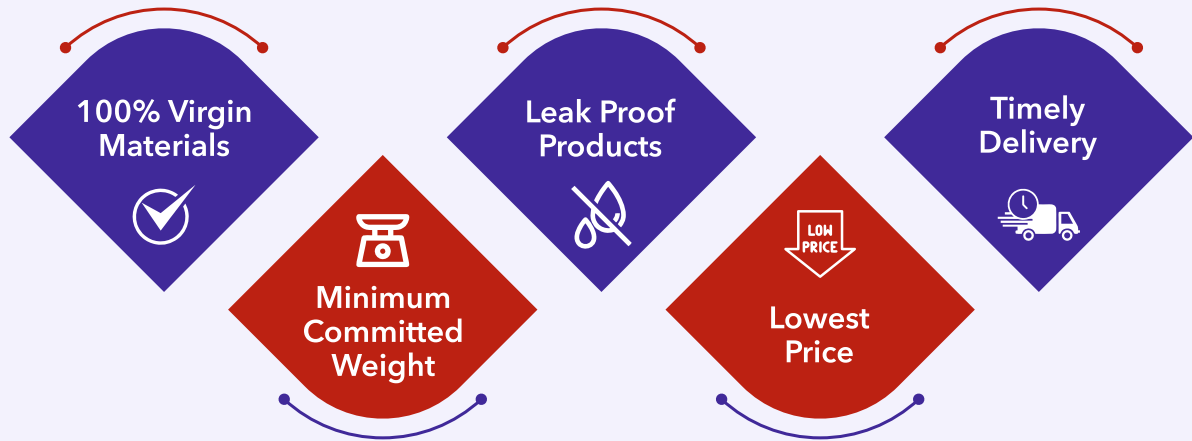 100% Virgin
Materials
Minimum
Committed
Weight
Leak Proof
Products
LOW
PRICE
Lowest
Price
Timely
Delivery